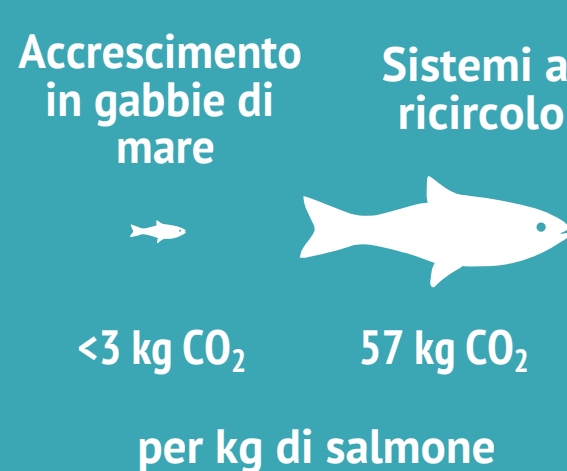 Accrescimento
in gabbie di
mare
Sistemi a
ricircolo
<3 kg CO₂
57 kg CO₂
per kg di salmone